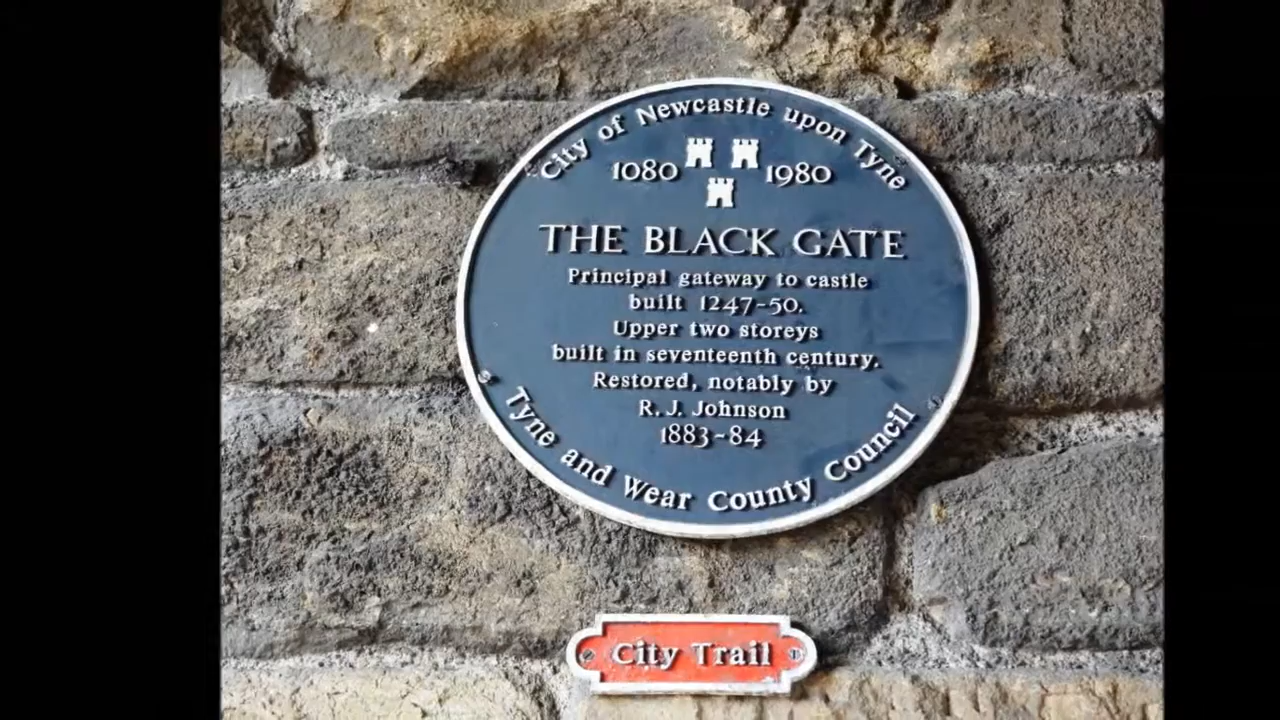 City of Newcastle upon Tyne
1080 1980
THE BLACK GATE
Principal gateway to castle
built 1247-50.
Upper two storeys
built in seventeenth century.
Restored, notably by
R. J. Johnson
1883-84
Tyne and Wear County Council
City Trail